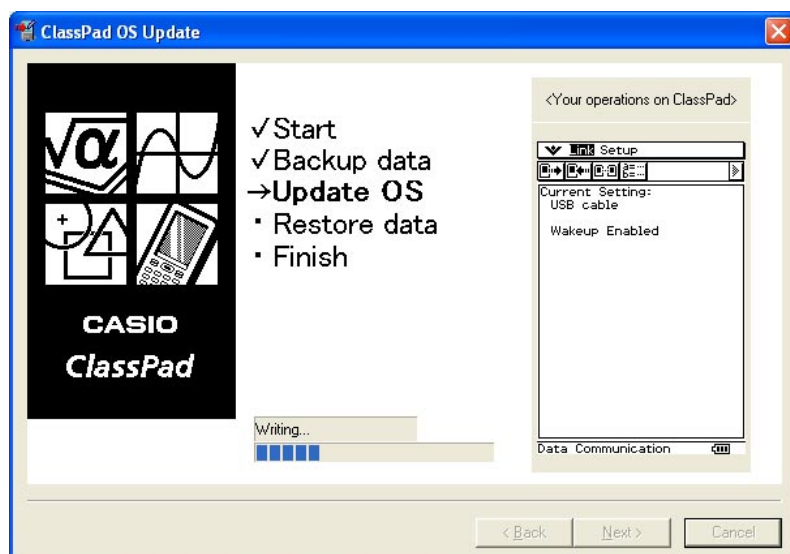 ClassPad OS Update
√α
CASIO
ClassPad
✓Start
✓Backup data
→Update OS
· Restore data
· Finish
Writing...
<Your operations on ClassPad>
Link Setup
Current Setting:
USB cable
Wakeup Enabled
Data Communication
< Back
Next >
Cancel